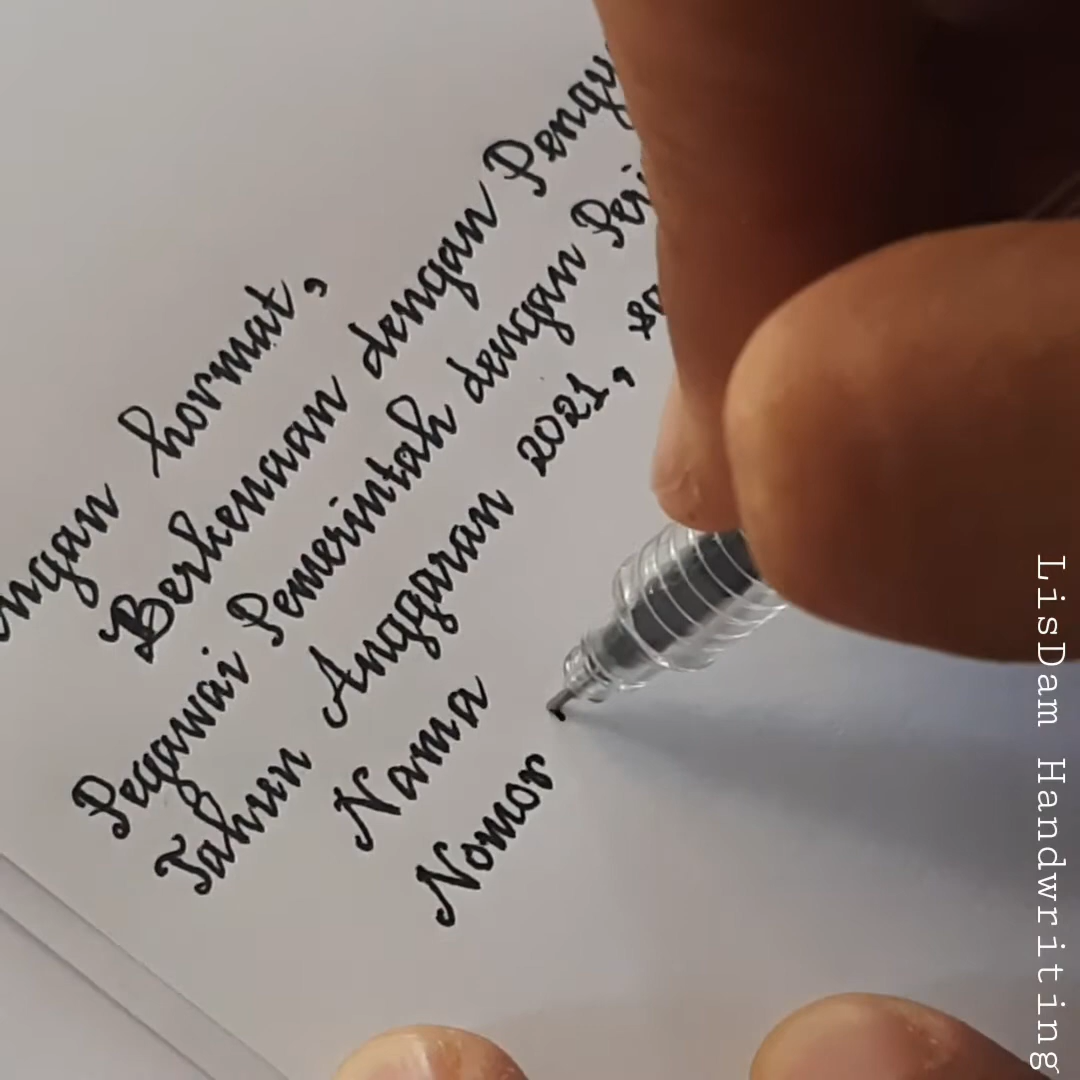 hormat,
Berkenaan dengan
Pegawai Pemerintah dengan
Tahun Anggaran 2021,
Nama
Nomor
LisDam Handwriting